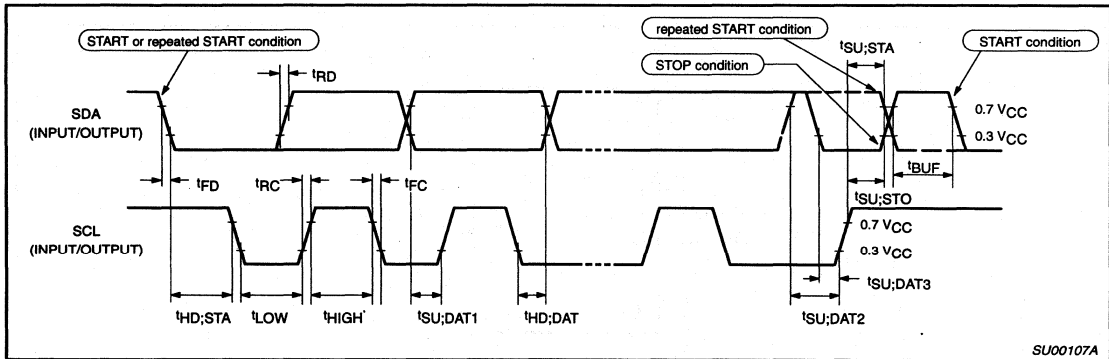 START or repeated START condition
repeated START condition
tSU;STA
START condition
STOP condition
tRD
SDA
(INPUT/OUTPUT)
0.7 VCC
0.3 VCC
tBUF
tFD
tRC
tFC
tSU;STO
SCL
(INPUT/OUTPUT)
0.7 VCC
0.3 VCC
tSU;DAT3
tHD;STA
tLOW
tHIGH
tSU;DAT1
tHD;DAT
tSU;DAT2
SU00107A